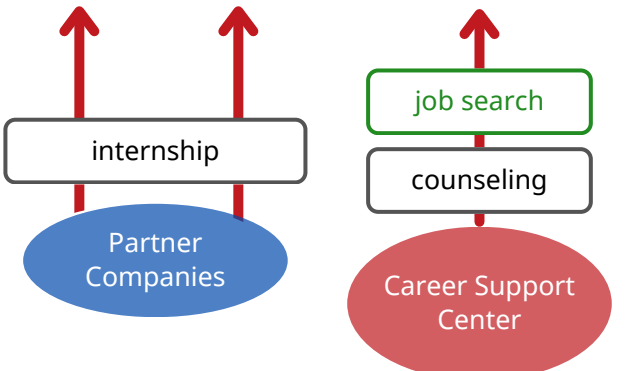 internship
Partner
Companies
job search
counseling
Career Support
Center